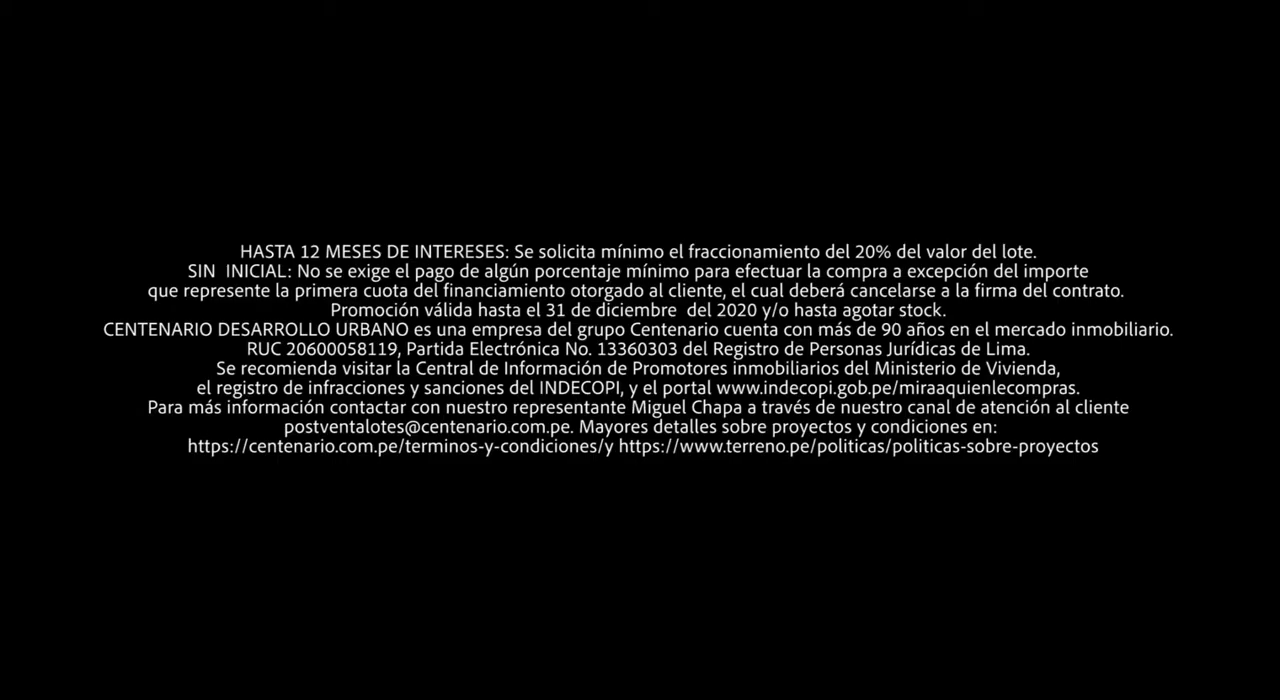 HASTA 12 MESES DE INTERESES: Se solicita mínimo el fraccionamiento del 20% del valor del lote.
SIN  INICIAL: No se exige el pago de algún porcentaje mínimo para efectuar la compra a excepción del importe
que represente la primera cuota del financiamiento otorgado al cliente, el cual deberá cancelarse a la firma del contrato.
Promoción válida hasta el 31 de diciembre  del 2020 y/o hasta agotar stock.
CENTENARIO DESARROLLO URBANO es una empresa del grupo Centenario cuenta con más de 90 años en el mercado inmobiliario.
RUC 20600058119, Partida Electrónica No. 13360303 del Registro de Personas Jurídicas de Lima.
Se recomienda visitar la Central de Información de Promotores inmobiliarios del Ministerio de Vivienda,
el registro de infracciones y sanciones del INDECOPI, y el portal www.indecopi.gob.pe/miraaquienlecompras.
Para más información contactar con nuestro representante Miguel Chapa a través de nuestro canal de atención al cliente
postventalotes@centenario.com.pe. Mayores detalles sobre proyectos y condiciones en:
https://centenario.com.pe/terminos-y-condiciones/y https://www.terreno.pe/politicas/politicas-sobre-proyectos